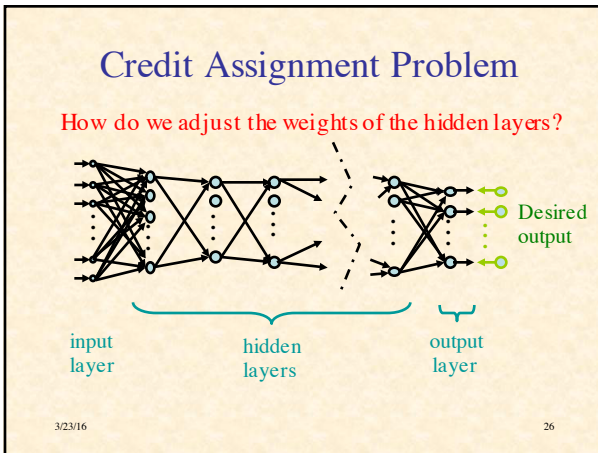 Credit Assignment Problem
How do we adjust the weights of the hidden layers?
Desired
output
input
layer
hidden
layers
output
layer
3/23/16
26